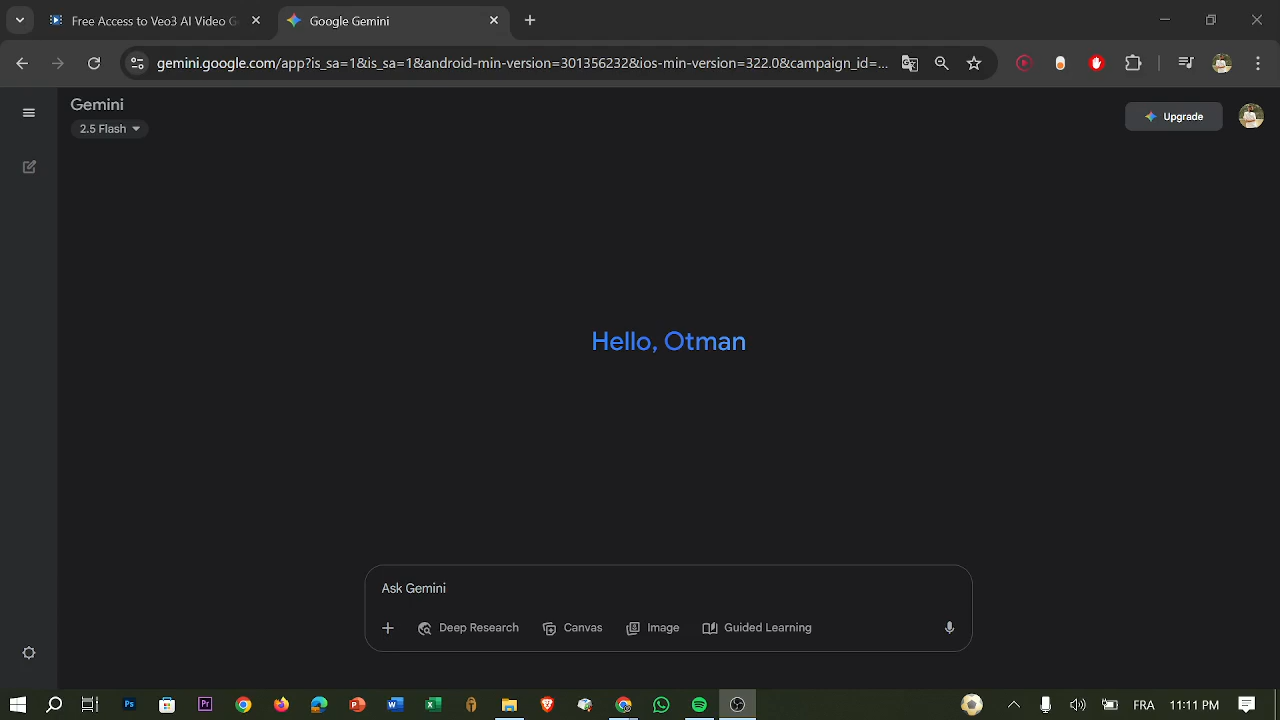 Free Access to Veo3 AI Video G
Google Gemini
gemini.google.com/app?is_sa=1&is_sa=1&android-min-version=301356232&ios-min-version=322.0&campaign_id=...
Gemini
2.5 Flash
Upgrade
Hello, Otman
Ask Gemini
Deep Research
Canvas
Image
Guided Learning
Ps
Pr
P
W
X
FRA
11:11 PM